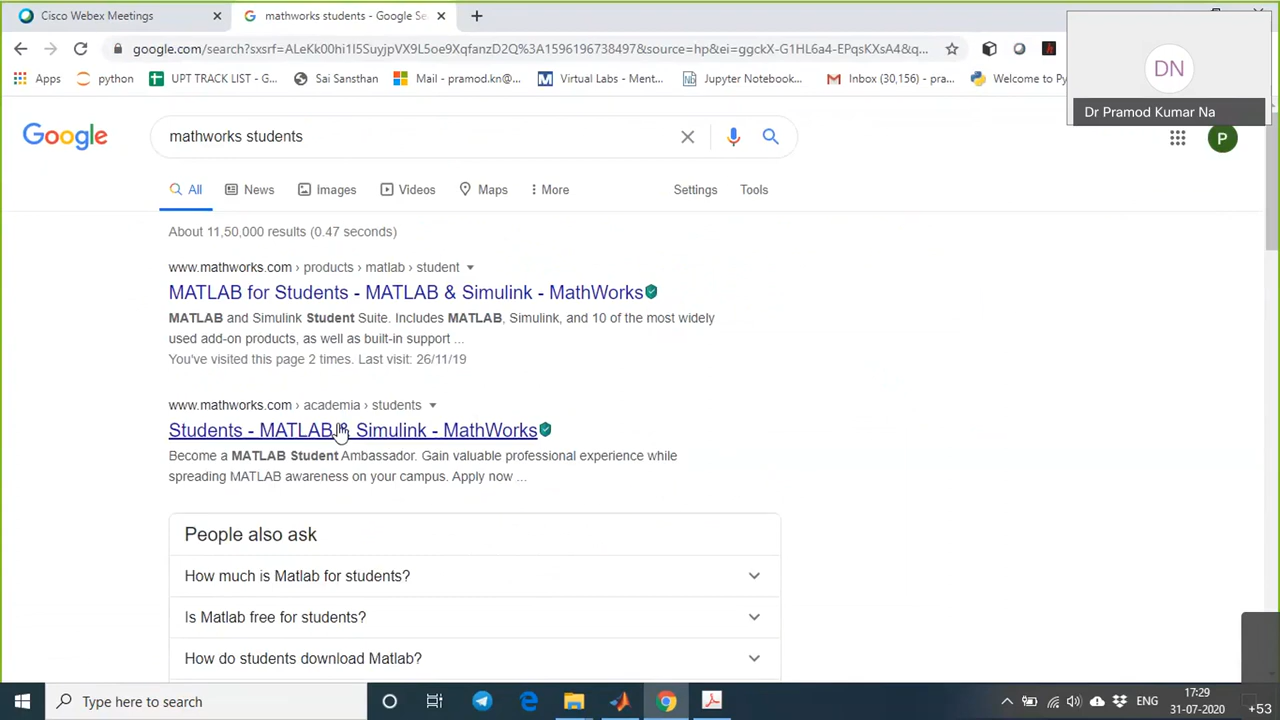 Cisco Webex Meetings
mathworks students - Google Se
google.com/search?sxsrf=ALeKk00hi1I5SuyjpVX9L5oe9XqfanzD2Q%3A1596196738497&source=hp&ei=ggckX-G1HL6a4-EPqsKXsA4&q...
Apps
python
UPT TRACK LIST - G...
Sai Sansthan
Mail - pramod.kn@...
Virtual Labs - Ment...
Jupyter Notebook...
Inbox (30,156) - pra...
Welcome to Py
DN
Dr Pramod Kumar Na
Google
mathworks students
P
All
News
Images
Videos
Maps
More
Settings
Tools
About 11,50,000 results (0.47 seconds)
www.mathworks.com › products › matlab › student
MATLAB for Students - MATLAB & Simulink - MathWorks
MATLAB and Simulink Student Suite. Includes MATLAB, Simulink, and 10 of the most widely
used add-on products, as well as built-in support ...
You've visited this page 2 times. Last visit: 26/11/19
www.mathworks.com › academia › students
Students - MATLAB & Simulink - MathWorks
Become a MATLAB Student Ambassador. Gain valuable professional experience while
spreading MATLAB awareness on your campus. Apply now ...
People also ask
How much is Matlab for students?
Is Matlab free for students?
How do students download Matlab?
Type here to search
ENG
17:29
31-07-2020
+53